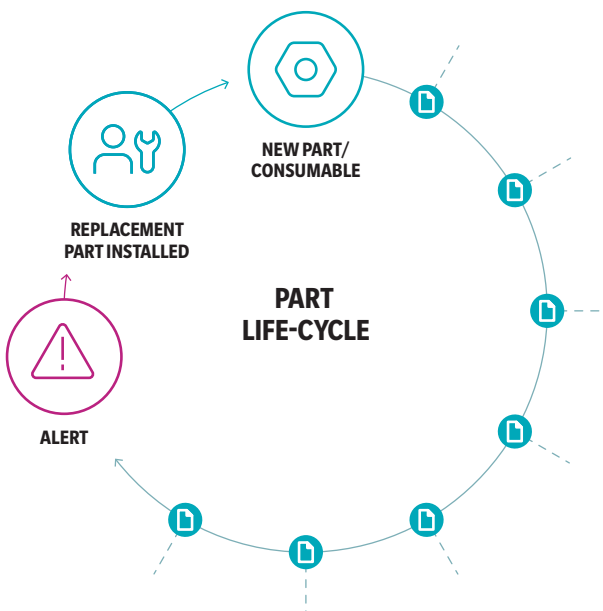 NEW PART/
CONSUMABLE
REPLACEMENT
PART INSTALLED
PART
LIFE-CYCLE
ALERT